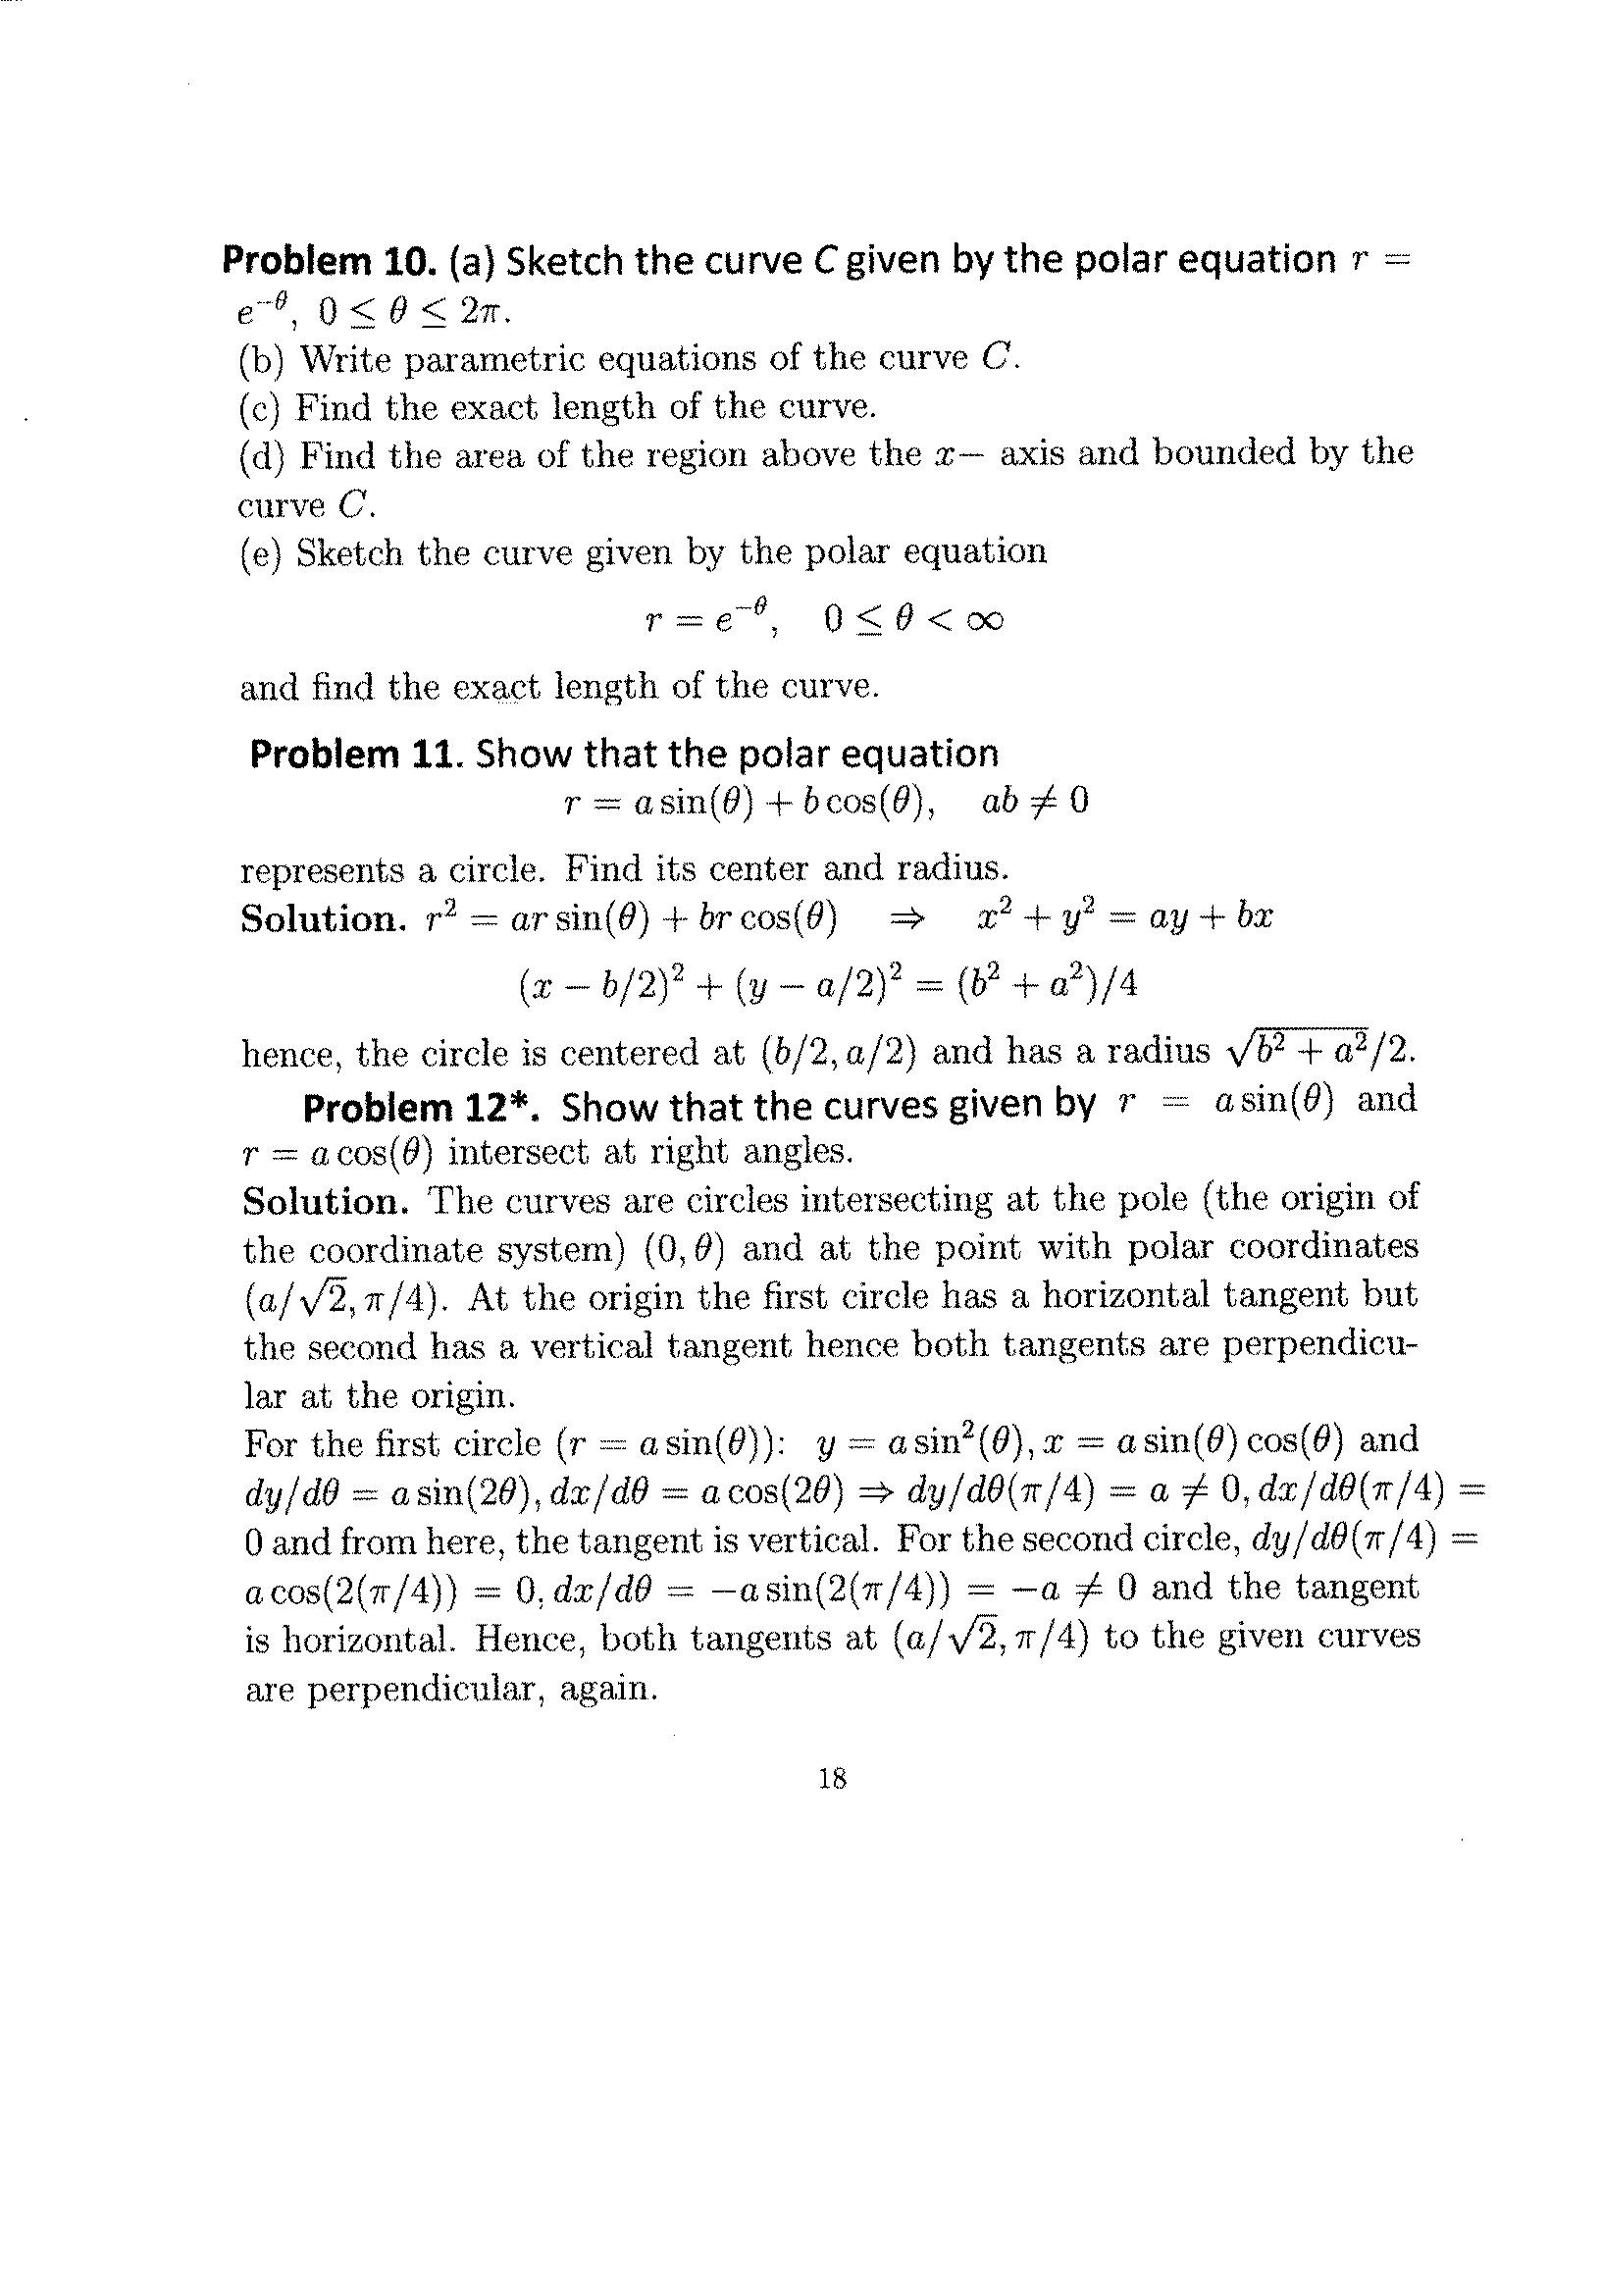 Problem 10. (a) Sketch the curve C given by the polar equation r =
e^{-θ}, 0 ≤ θ ≤ 2π.
(b) Write parametric equations of the curve C.
(c) Find the exact length of the curve.
(d) Find the area of the region above the x− axis and bounded by the
curve C.
(e) Sketch the curve given by the polar equation
r = e^{-θ}, 0 ≤ θ < ∞
and find the exact length of the curve.
Problem 11. Show that the polar equation
r = a sin(θ) + b cos(θ), ab ≠ 0
represents a circle. Find its center and radius.
Solution. r² = ar sin(θ) + br cos(θ) ⇒ x² + y² = ay + bx
(x − b/2)² + (y − a/2)² = (b² + a²)/4
hence, the circle is centered at (b/2, a/2) and has a radius √(b² + a²)/2.
Problem 12*. Show that the curves given by r = a sin(θ) and
r = a cos(θ) intersect at right angles.
Solution. The curves are circles intersecting at the pole (the origin of
the coordinate system) (0, θ) and at the point with polar coordinates
(a/√2, π/4). At the origin the first circle has a horizontal tangent but
the second has a vertical tangent hence both tangents are perpendicu-
lar at the origin.
For the first circle (r = a sin(θ)): y = a sin²(θ), x = a sin(θ) cos(θ) and
dy/dθ = a sin(2θ), dx/dθ = a cos(2θ) ⇒ dy/dθ(π/4) = a ≠ 0, dx/dθ(π/4) =
0 and from here, the tangent is vertical. For the second circle, dy/dθ(π/4) =
a cos(2(π/4)) = 0, dx/dθ = −a sin(2(π/4)) = −a ≠ 0 and the tangent
is horizontal. Hence, both tangents at (a/√2, π/4) to the given curves
are perpendicular, again.
18